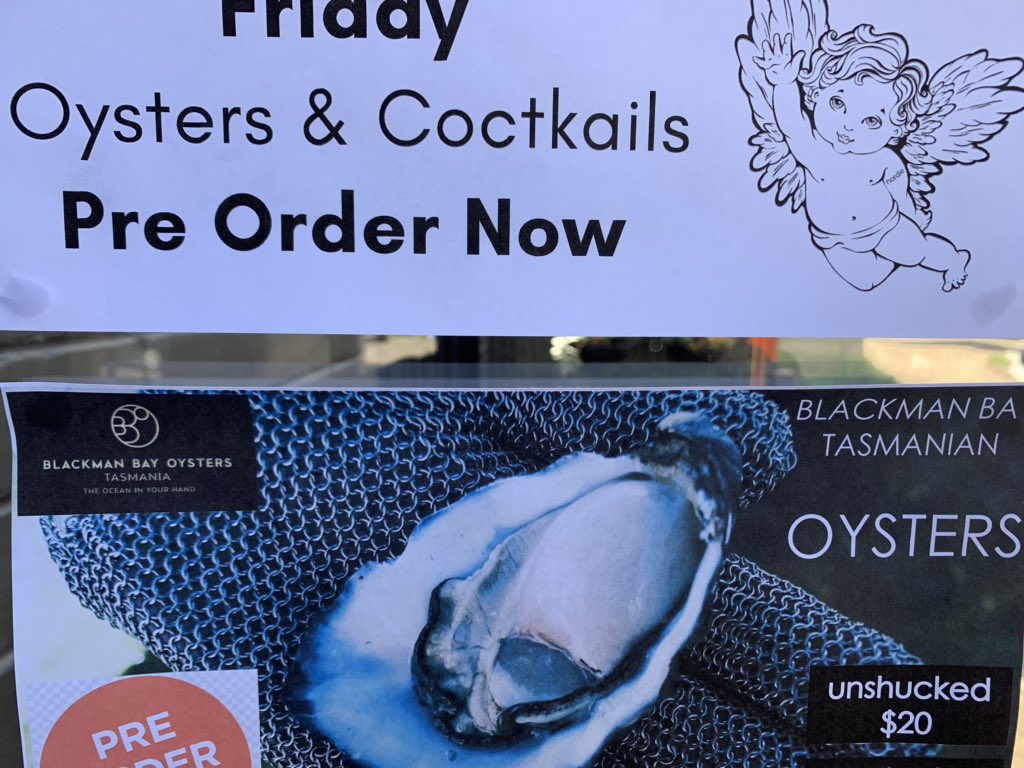 Friday
Oysters & Coctkails
Pre Order Now
norde
BLACKMAN BAY OYSTERS
TASMANIA
THE OCEAN IN YOUR HAND
BLACKMAN BA
TASMANIAN
OYSTERS
unshucked
$20
PRE